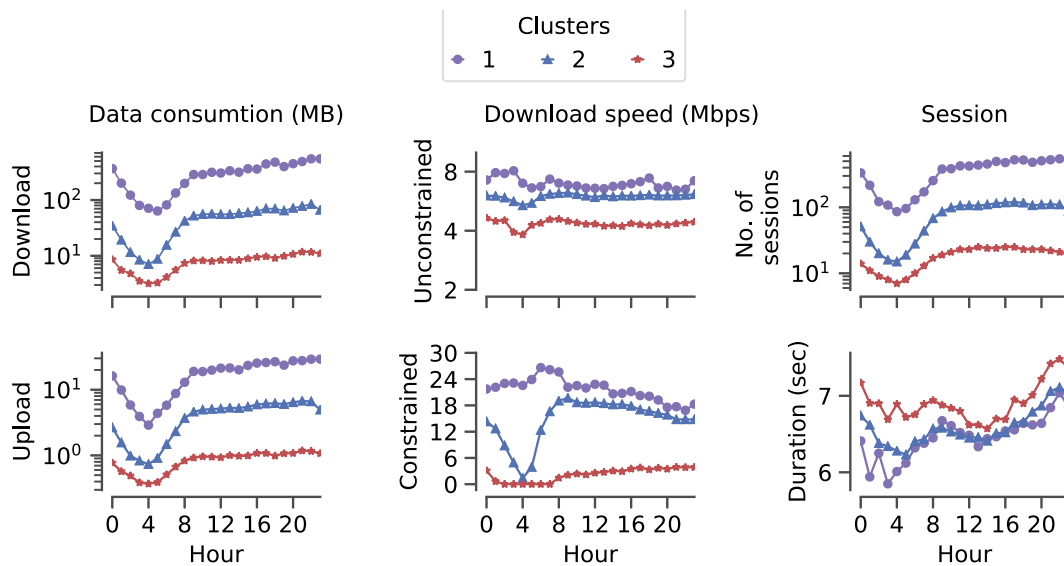 Clusters
1 2 3
Data consumtion (MB)
Download speed (Mbps)
Session
Download
10²
10¹
Unconstrained
8
4
2
No. of
sessions
10²
10¹
Upload
10¹
10⁰
0 4 8 12 16 20
Hour
Constrained
30
24
18
12
6
0
0 4 8 12 16 20
Hour
Duration (sec)
7
6
0 4 8 12 16 20
Hour